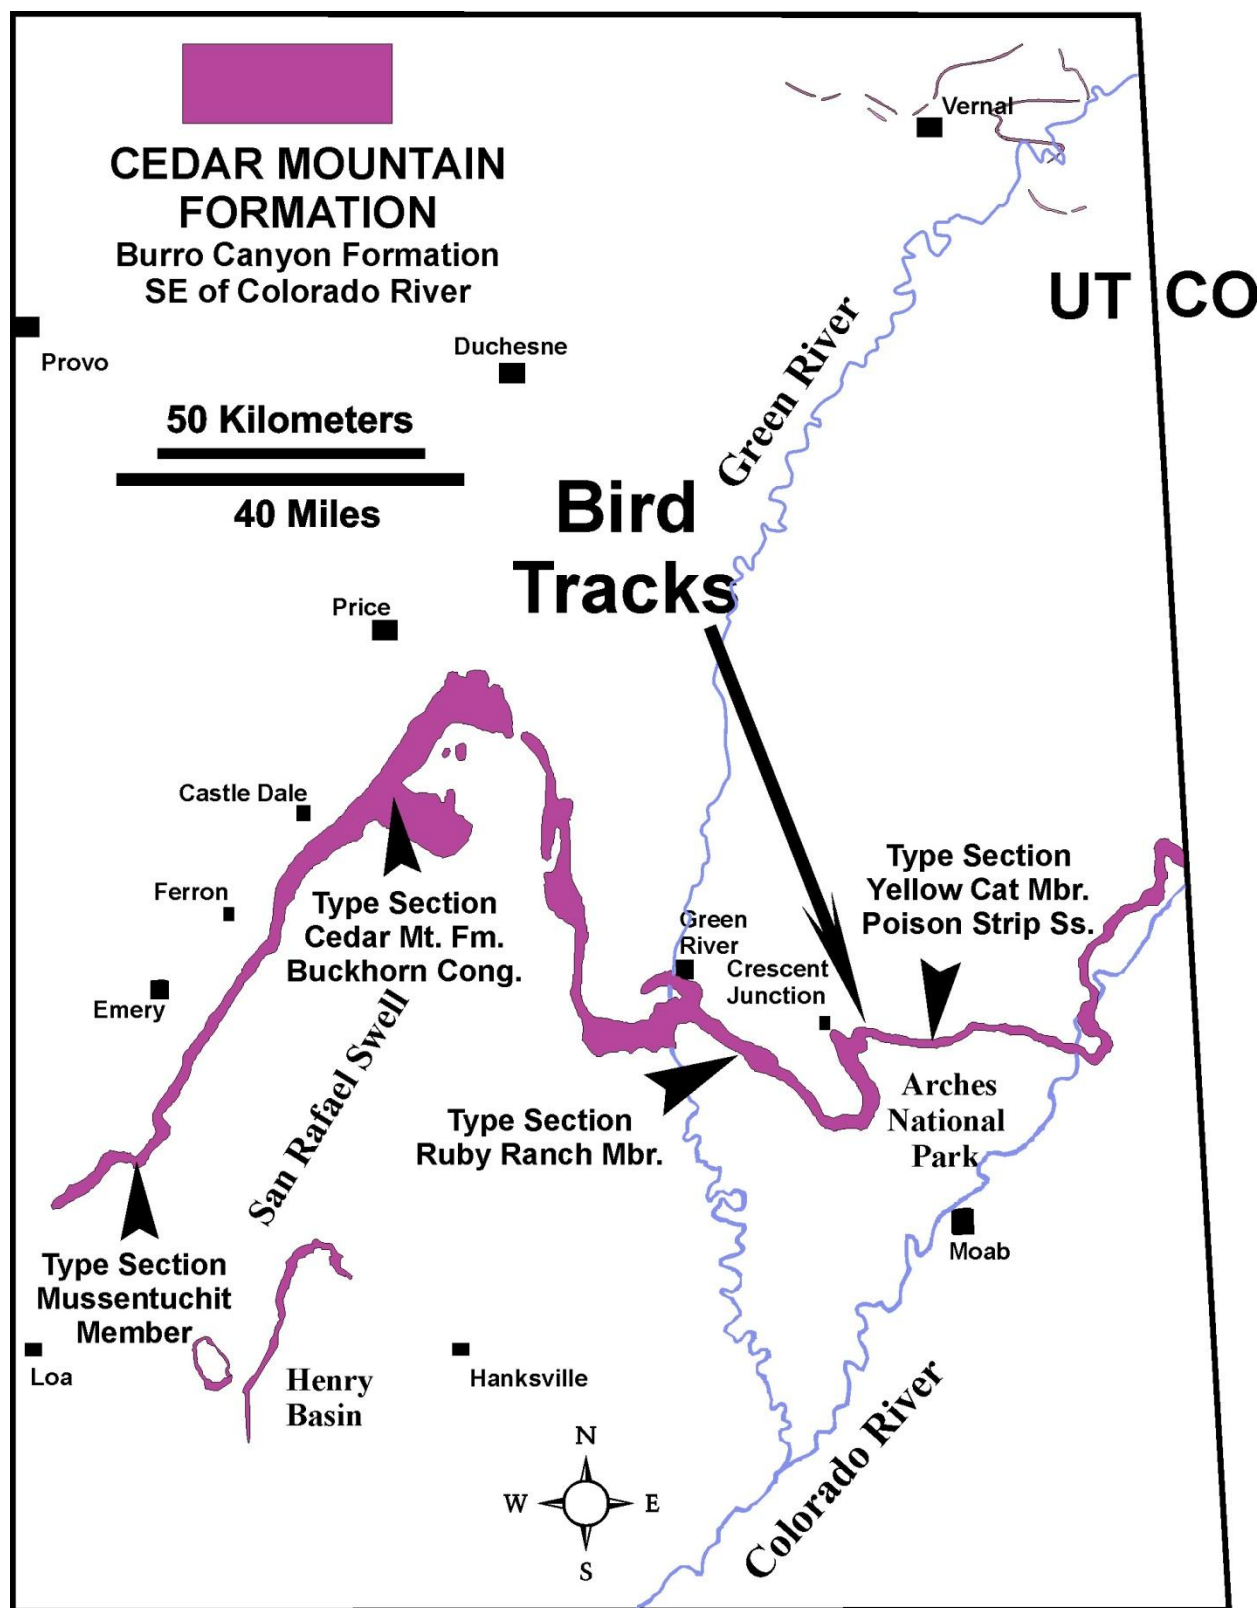 Vernal
CEDAR MOUNTAIN
FORMATION
Burro Canyon Formation
SE of Colorado River
UT CO
Provo
Duchesne
Green River
50 Kilometers
40 Miles
Bird
Tracks
Price
Castle Dale
Type Section
Yellow Cat Mbr.
Poison Strip Ss.
Ferron
Type Section
Cedar Mt. Fm.
Buckhorn Cong.
Green
River
Crescent
Junction
Emery
San Rafael Swell
Arches
National
Park
Type Section
Ruby Ranch Mbr.
Moab
Type Section
Mussentuchit
Member
Loa
Henry
Basin
Hanksville
Colorado River
N
W E
S